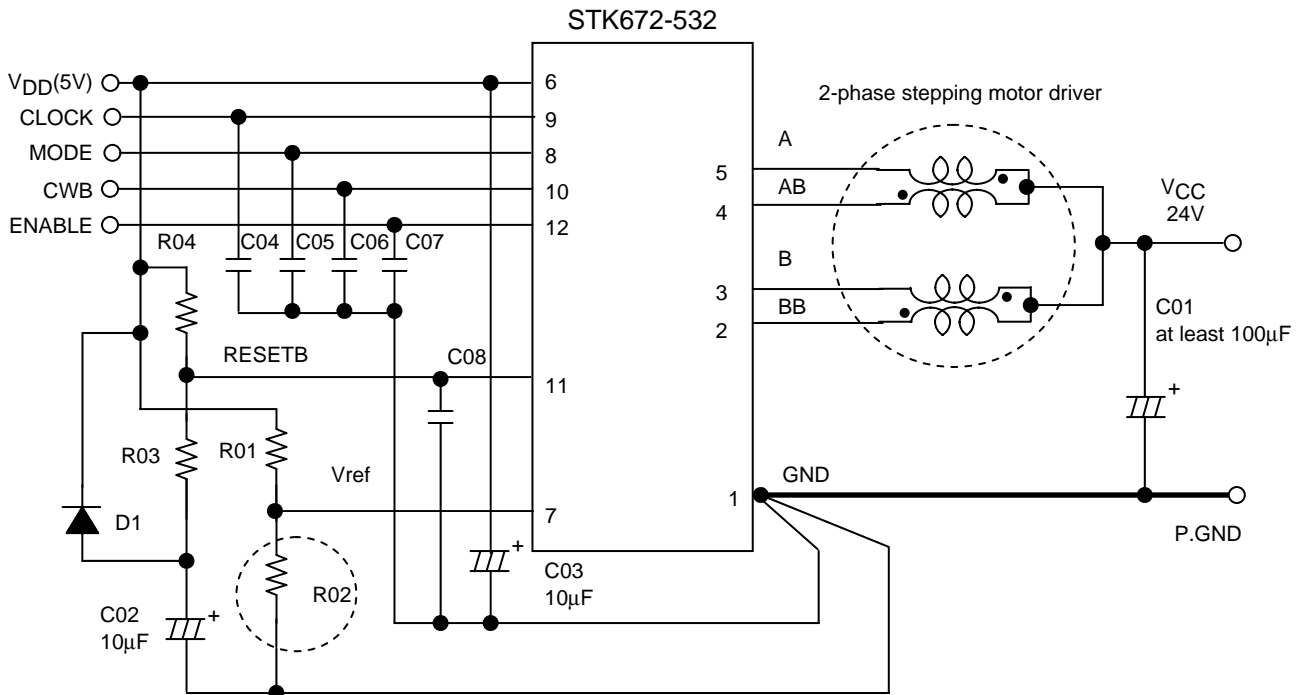 STK672-532
VDD(5V)
6
CLOCK
9
MODE
8
CWB
10
ENABLE
12
2-phase stepping motor driver
A
5
AB
4
B
3
BB
2
VCC
24V
C01
at least 100μF
+
R04
C04
C05
C06
C07
RESETB
C08
11
R03
R01
Vref
7
D1
R02
C02
10μF
+
C03
10μF
+
GND
1
P.GND